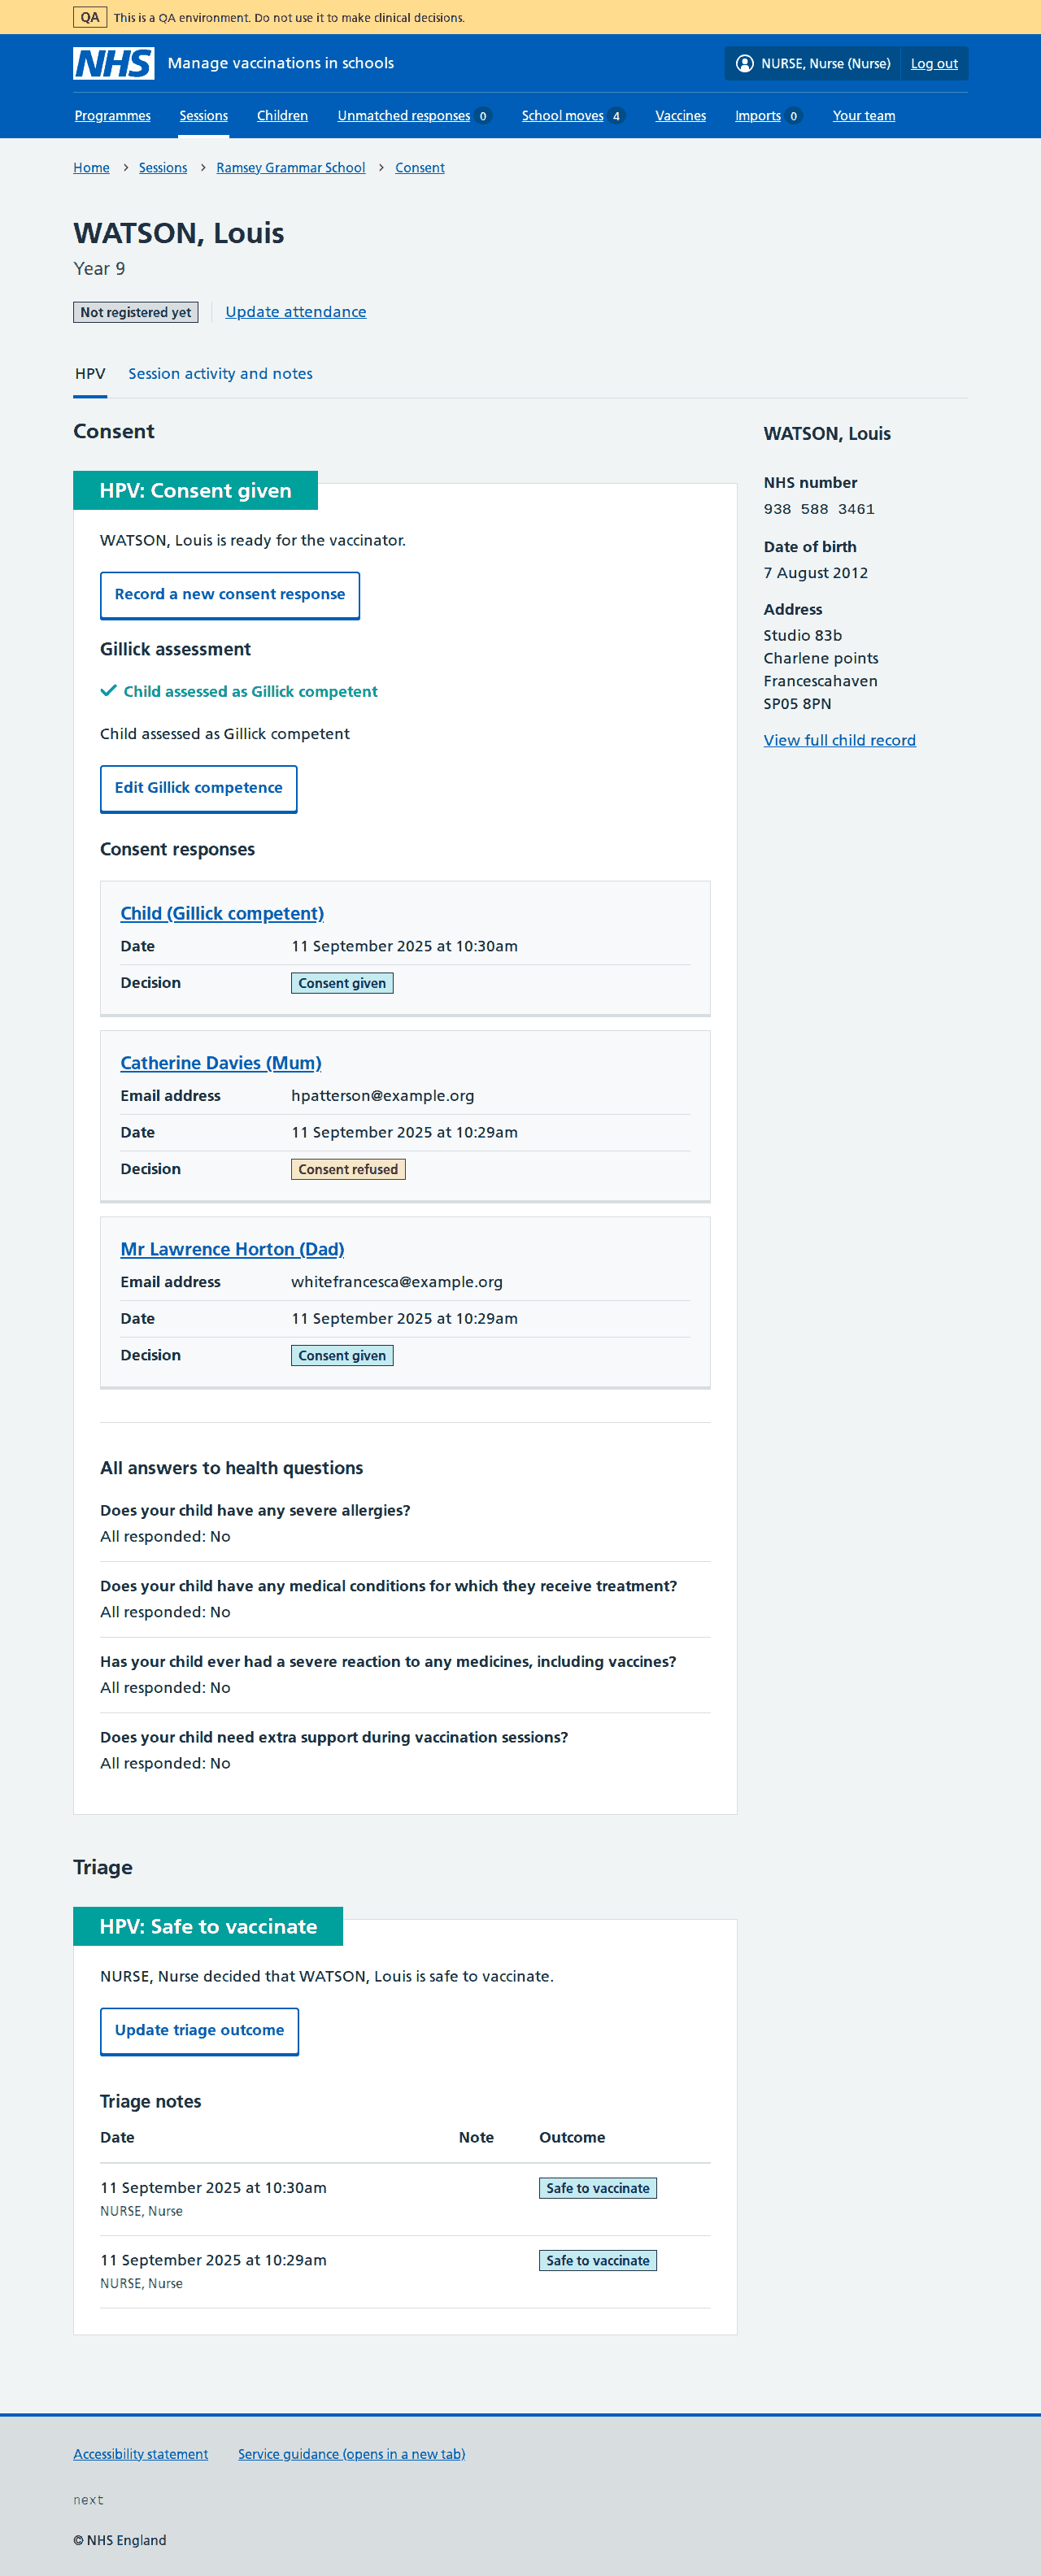 QA This is a QA environment. Do not use it to make clinical decisions.
NHS Manage vaccinations in schools NURSE, Nurse (Nurse) Log out
Programmes Sessions Children Unmatched responses 0 School moves 4 Vaccines Imports 0 Your team
Home > Sessions > Ramsey Grammar School > Consent
WATSON, Louis
Year 9
Not registered yet Update attendance
HPV Session activity and notes
Consent
HPV: Consent given
WATSON, Louis is ready for the vaccinator.
Record a new consent response
Gillick assessment
Child assessed as Gillick competent
Child assessed as Gillick competent
Edit Gillick competence
Consent responses
Child (Gillick competent)
Date 11 September 2025 at 10:30am
Decision Consent given
Catherine Davies (Mum)
Email address hpatterson@example.org
Date 11 September 2025 at 10:29am
Decision Consent refused
Mr Lawrence Horton (Dad)
Email address whitefrancesca@example.org
Date 11 September 2025 at 10:29am
Decision Consent given
All answers to health questions
Does your child have any severe allergies?
All responded: No
Does your child have any medical conditions for which they receive treatment?
All responded: No
Has your child ever had a severe reaction to any medicines, including vaccines?
All responded: No
Does your child need extra support during vaccination sessions?
All responded: No
WATSON, Louis
NHS number
938 588 3461
Date of birth
7 August 2012
Address
Studio 83b
Charlene points
Francescahaven
SP05 8PN
View full child record
Triage
HPV: Safe to vaccinate
NURSE, Nurse decided that WATSON, Louis is safe to vaccinate.
Update triage outcome
Triage notes
Date Note Outcome
11 September 2025 at 10:30am Safe to vaccinate
NURSE, Nurse
11 September 2025 at 10:29am Safe to vaccinate
NURSE, Nurse
Accessibility statement Service guidance (opens in a new tab)
next
© NHS England